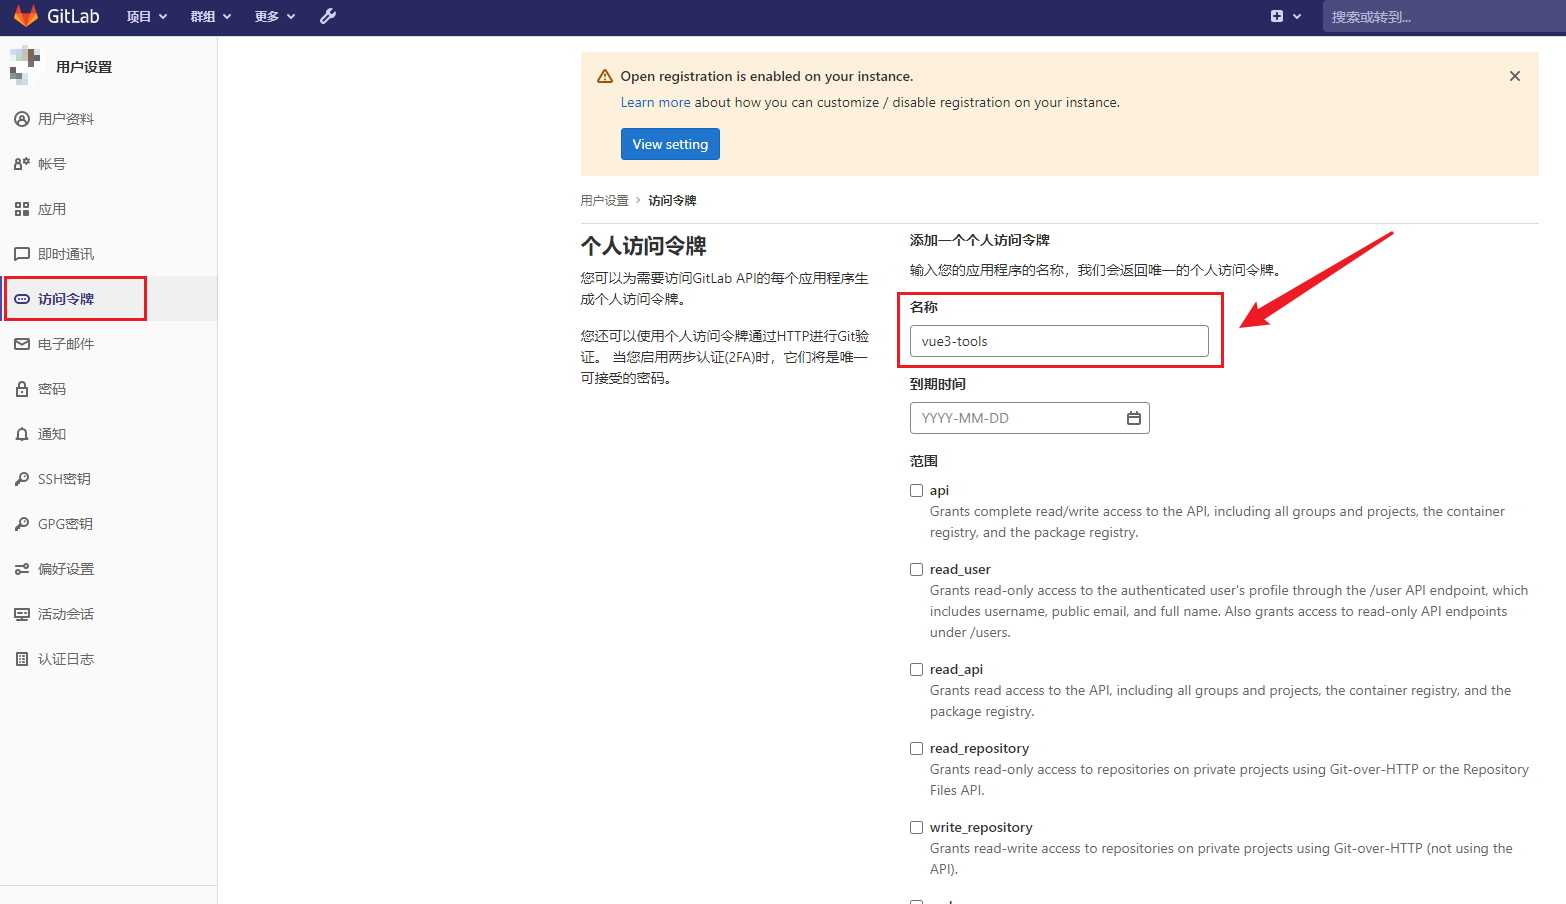 GitLab 项目 群组 更多 搜索或转到...
用户设置
用户资料
帐号
应用
即时通讯
访问令牌
电子邮件
密码
通知
SSH密钥
GPG密钥
偏好设置
活动会话
认证日志
Open registration is enabled on your instance.
Learn more about how you can customize / disable registration on your instance.
View setting
用户设置 › 访问令牌
个人访问令牌
您可以为需要访问GitLab API的每个应用程序生
成个人访问令牌。
您还可以使用个人访问令牌通过HTTP进行Git验
证。 当您启用两步认证(2FA)时，它们将是唯一
可接受的密码。
添加一个个人访问令牌
输入您的应用程序的名称，我们会返回唯一的个人访问令牌。
名称
vue3-tools
到期时间
YYYY-MM-DD
范围
api
Grants complete read/write access to the API, including all groups and projects, the container
registry, and the package registry.
read_user
Grants read-only access to the authenticated user's profile through the /user API endpoint, which
includes username, public email, and full name. Also grants access to read-only API endpoints
under /users.
read_api
Grants read access to the API, including all groups and projects, the container registry, and the
package registry.
read_repository
Grants read-only access to repositories on private projects using Git-over-HTTP or the Repository
Files API.
write_repository
Grants read-write access to repositories on private projects using Git-over-HTTP (not using the
API).